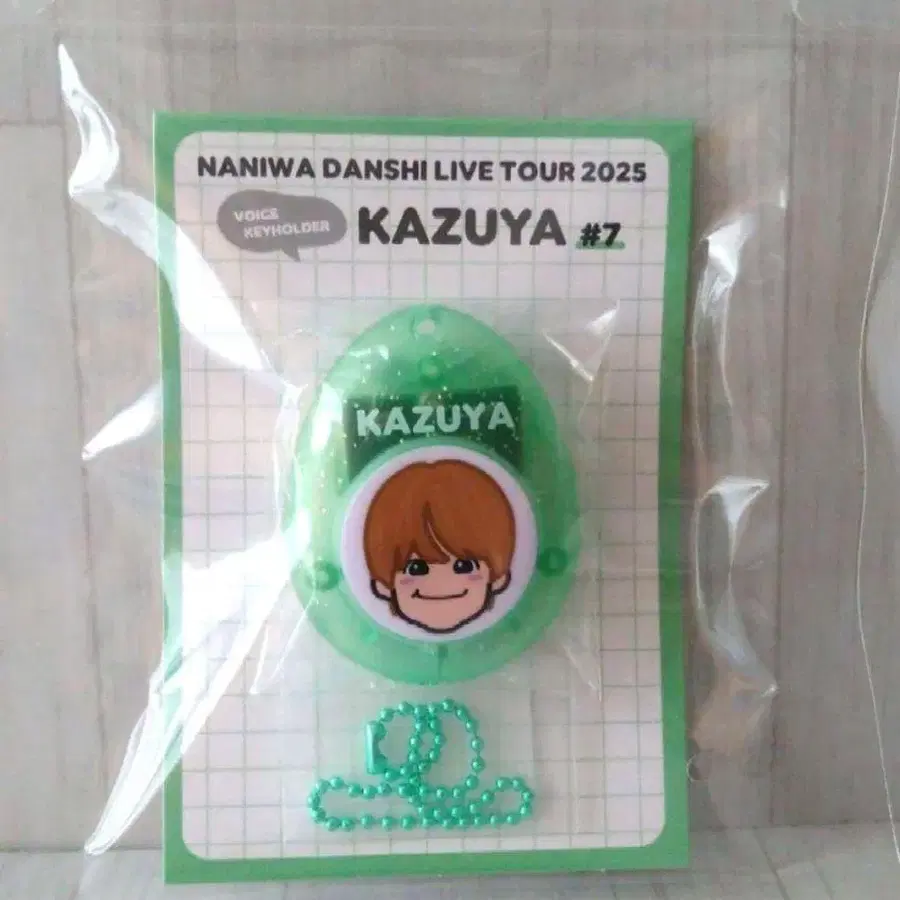 NANIWA DANSHI LIVE TOUR 2025
VOICE
KEYHOLDER
KAZUYA #7
KAZUYA